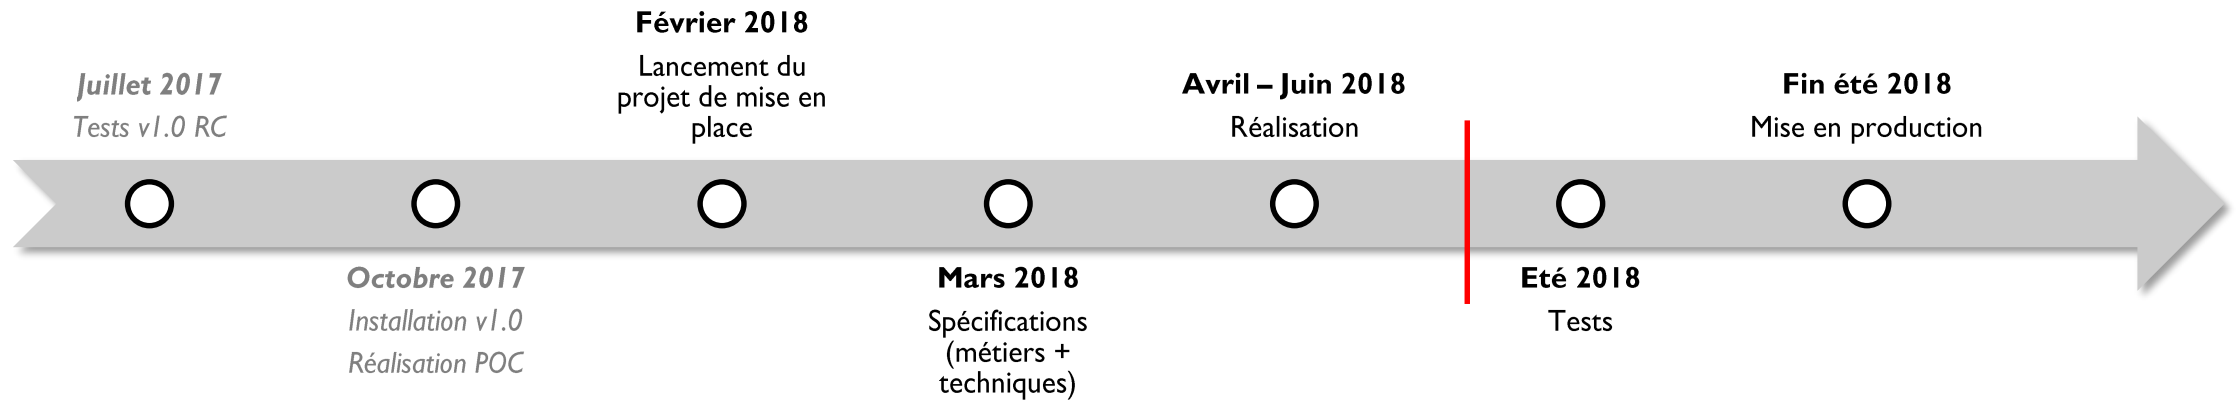 Juillet 2017
Tests v1.0 RC
Octobre 2017
Installation v1.0
Réalisation POC
Février 2018
Lancement du
projet de mise en
place
Mars 2018
Spécifications
(métiers +
techniques)
Avril – Juin 2018
Réalisation
Eté 2018
Tests
Fin été 2018
Mise en production